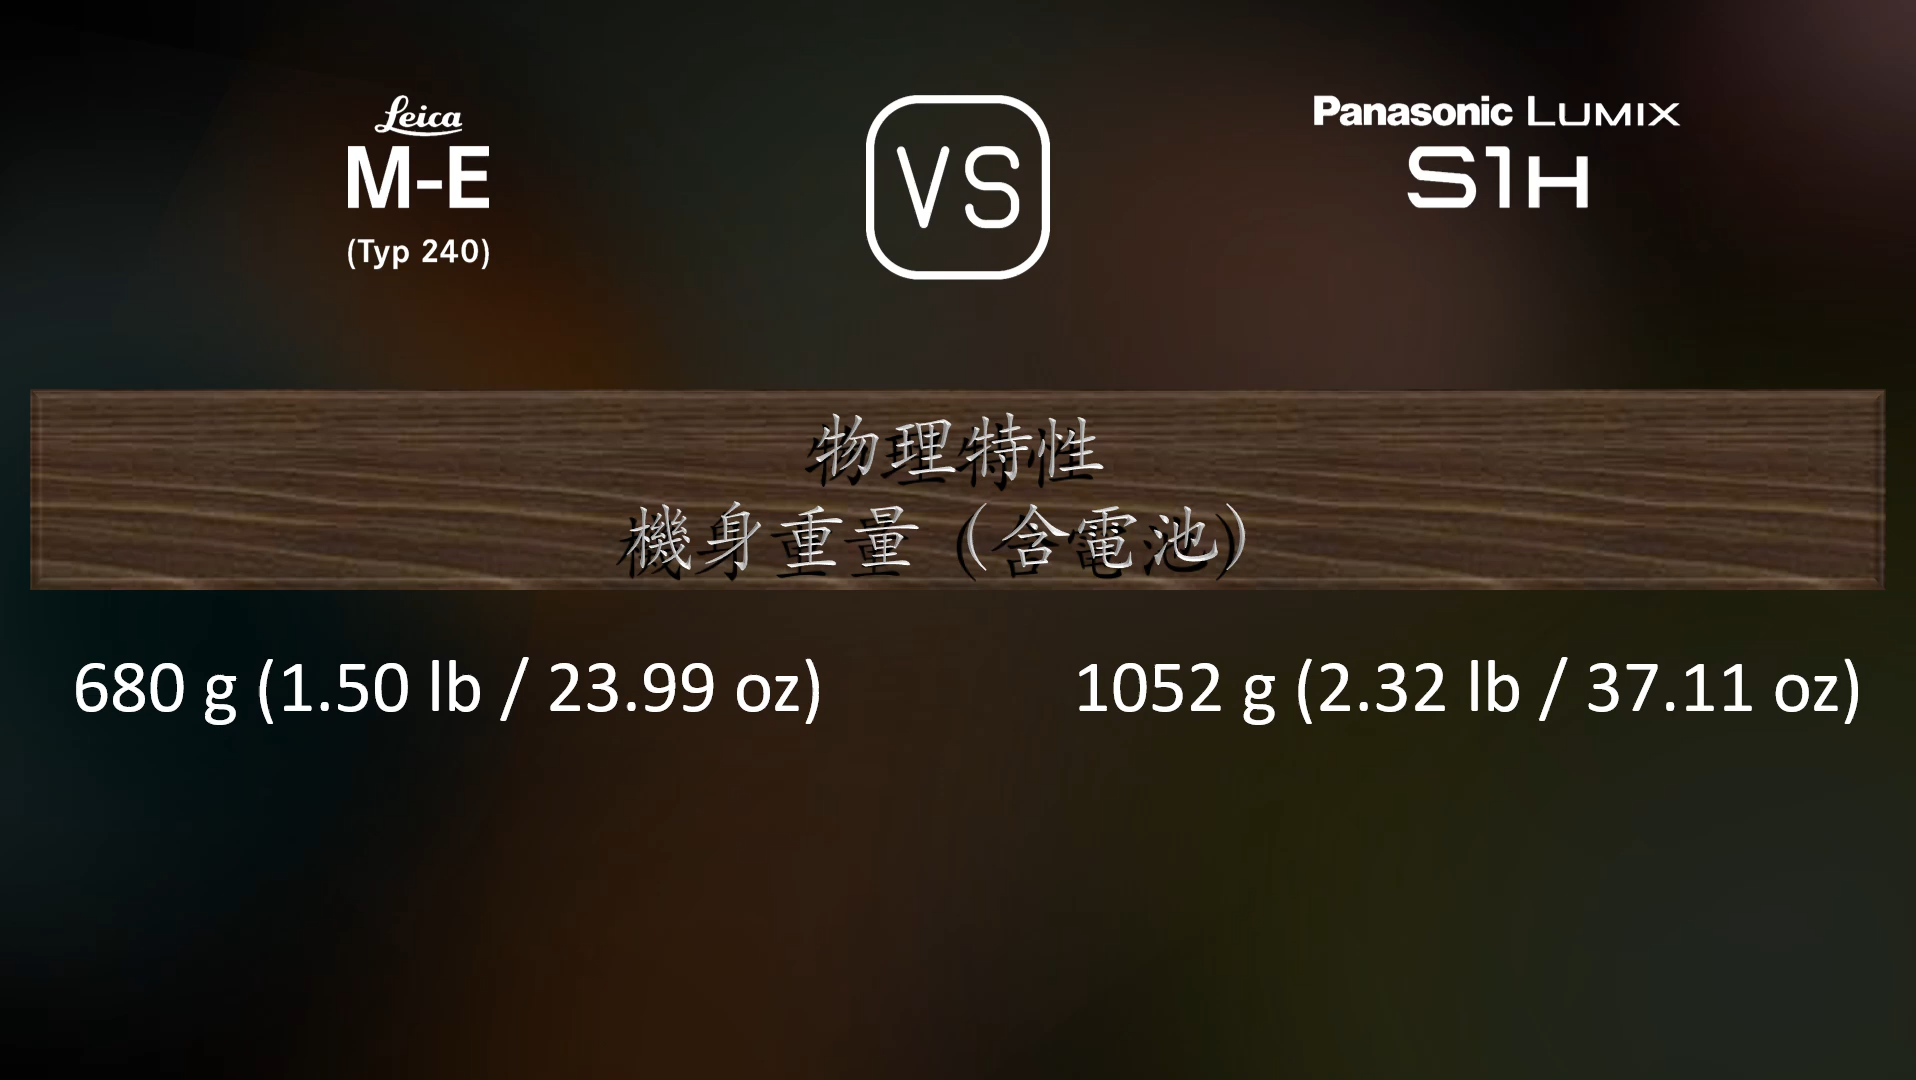 Leica
M-E
(Typ 240)
VS
Panasonic LUMIX
S1H
物理特性
機身重量（含電池）
680 g (1.50 lb / 23.99 oz)
1052 g (2.32 lb / 37.11 oz)